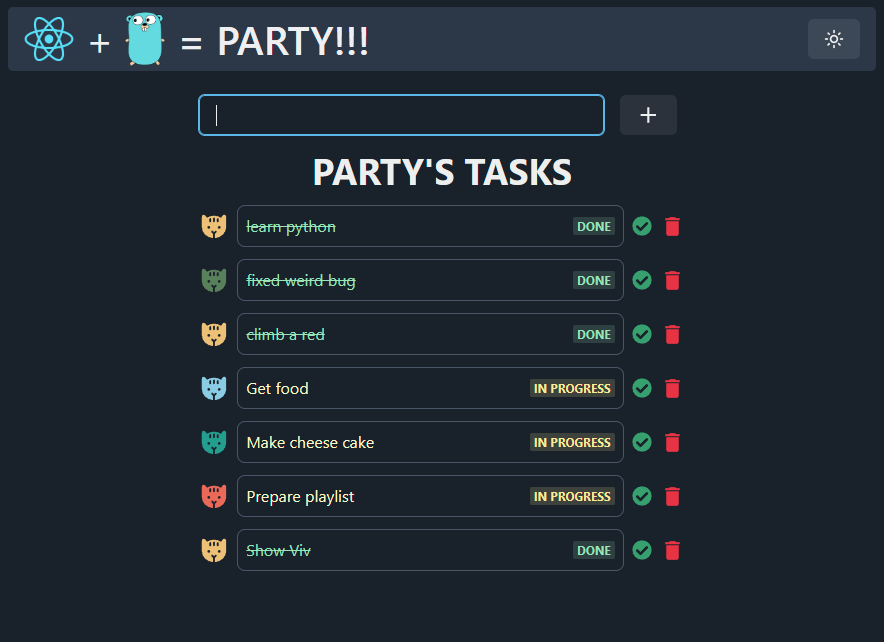 + = PARTY!!!
+
PARTY'S TASKS
learn python DONE
fixed weird bug DONE
climb a red DONE
Get food IN PROGRESS
Make cheese cake IN PROGRESS
Prepare playlist IN PROGRESS
Show Viv DONE